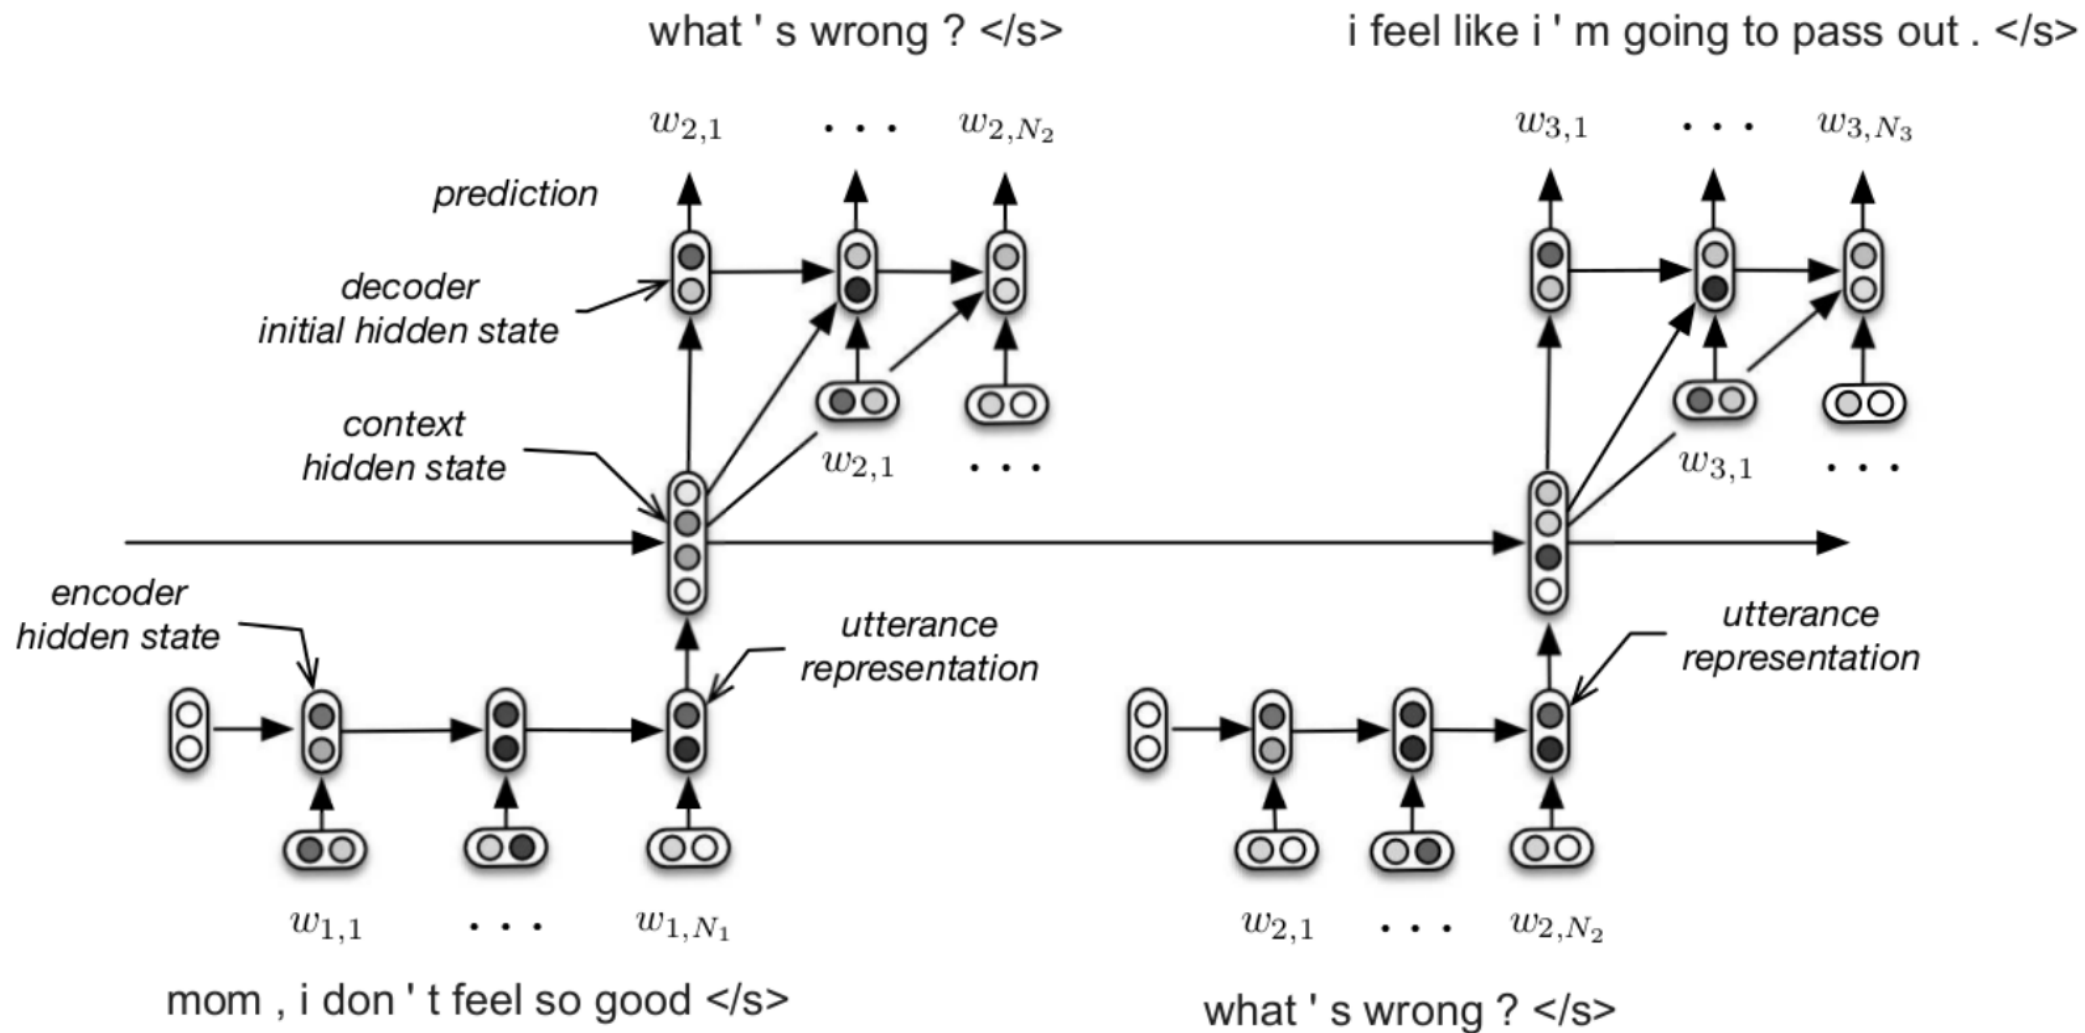 what ' s wrong ? </s>
i feel like i ' m going to pass out . </s>
w2,1 . . . w2,N2
w3,1 . . . w3,N3
prediction
decoder
initial hidden state
context
hidden state
w2,1 . . .
w3,1 . . .
encoder
hidden state
utterance
representation
utterance
representation
w1,1 . . . w1,N1
w2,1 . . . w2,N2
mom , i don ' t feel so good </s>
what ' s wrong ? </s>